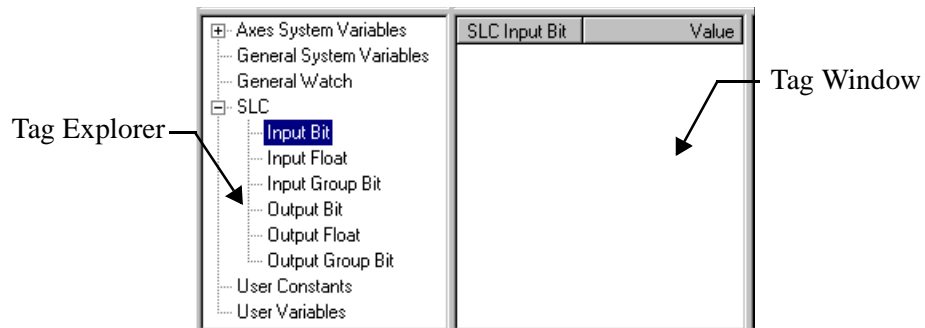 Axes System Variables
General System Variables
General Watch
SLC
Input Bit
Input Float
Input Group Bit
Output Bit
Output Float
Output Group Bit
User Constants
User Variables
SLC Input Bit Value
Tag Explorer
Tag Window